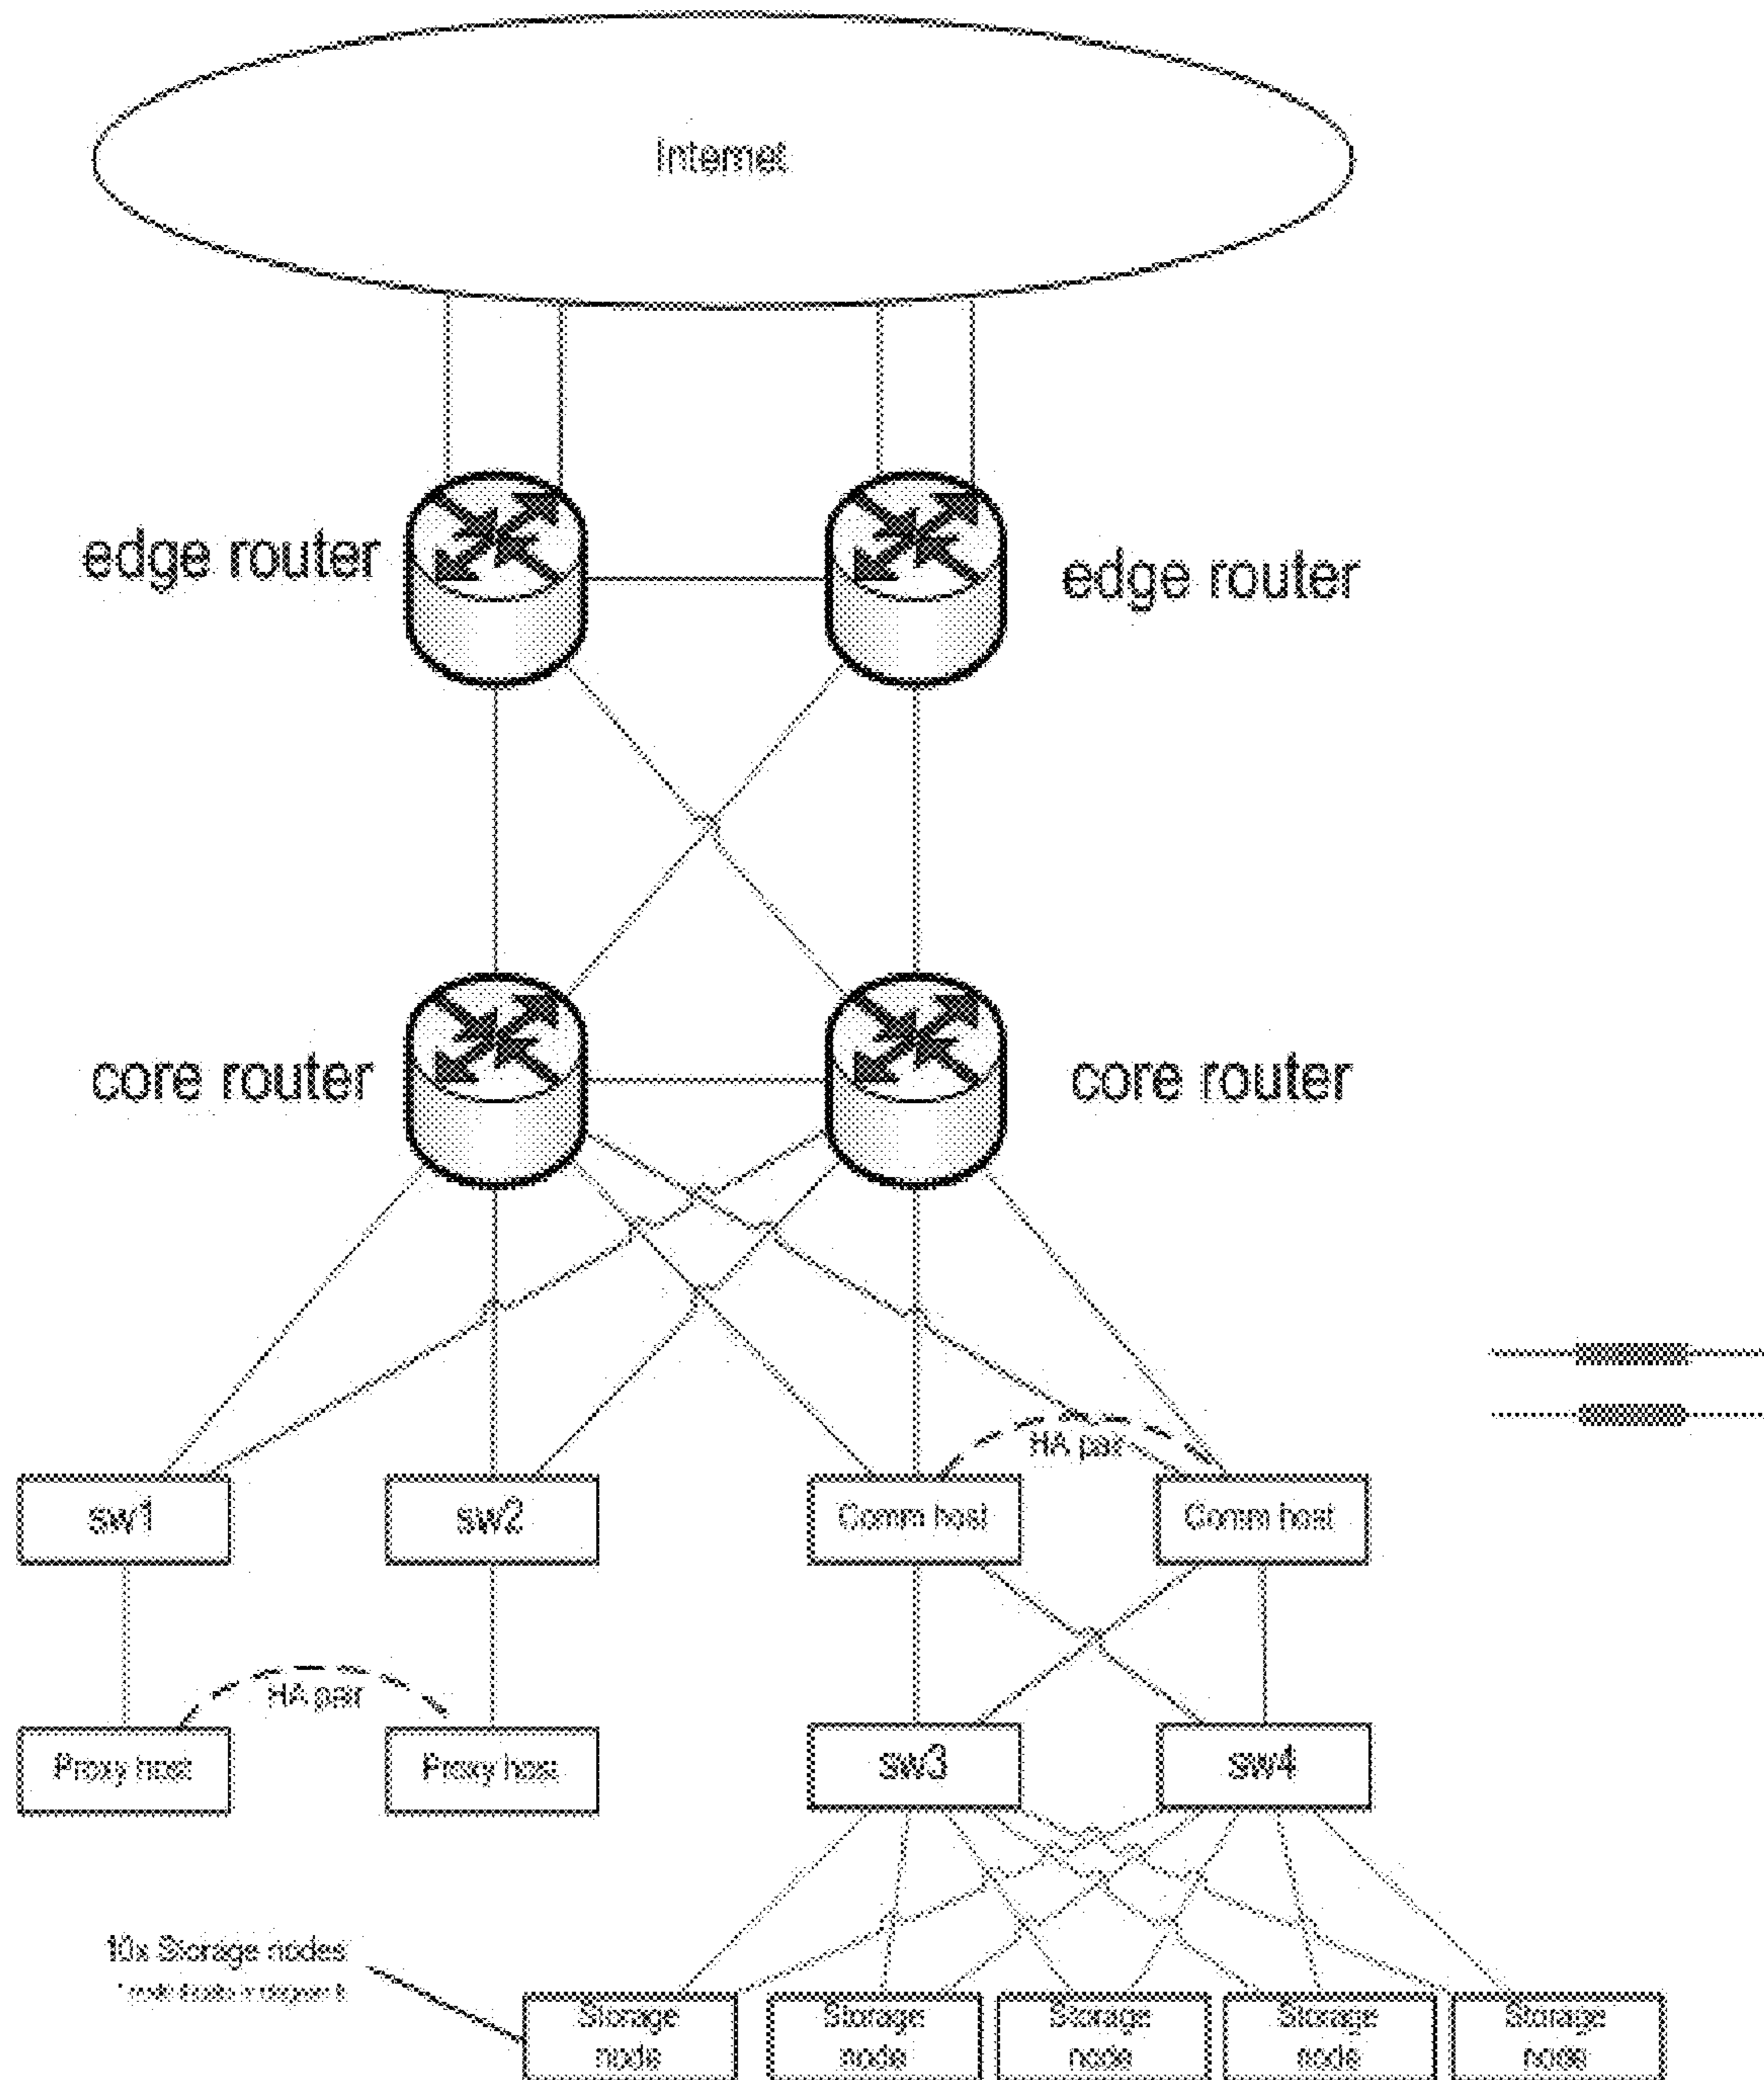 Internet
edge router
edge router
core router
core router
HA pair
sw1
sw2
Comm host
Comm host
HA pair
Proxy host
Proxy host
sw3
sw4
10x Storage nodes
Storage
node
Storage
node
Storage
node
Storage
node
Storage
node